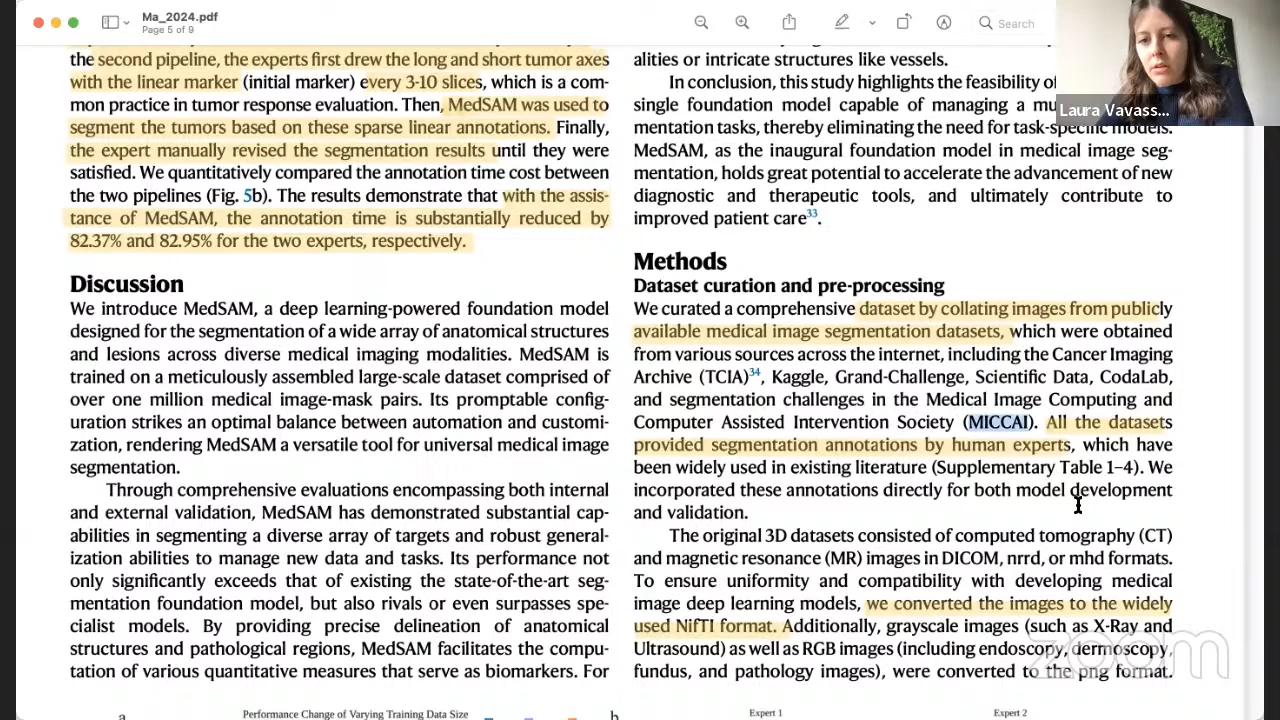 Ma_2024.pdf
Page 5 of 9
Search
Laura Vavass...
the second pipeline, the experts first drew the long and short tumor axes
with the linear marker (initial marker) every 3-10 slices, which is a com-
mon practice in tumor response evaluation. Then, MedSAM was used to
segment the tumors based on these sparse linear annotations. Finally,
the expert manually revised the segmentation results until they were
satisfied. We quantitatively compared the annotation time cost between
the two pipelines (Fig. 5b). The results demonstrate that with the assis-
tance of MedSAM, the annotation time is substantially reduced by
82.37% and 82.95% for the two experts, respectively.
Discussion
We introduce MedSAM, a deep learning-powered foundation model
designed for the segmentation of a wide array of anatomical structures
and lesions across diverse medical imaging modalities. MedSAM is
trained on a meticulously assembled large-scale dataset comprised of
over one million medical image-mask pairs. Its promptable config-
uration strikes an optimal balance between automation and customi-
zation, rendering MedSAM a versatile tool for universal medical image
segmentation.
Through comprehensive evaluations encompassing both internal
and external validation, MedSAM has demonstrated substantial cap-
abilities in segmenting a diverse array of targets and robust general-
ization abilities to manage new data and tasks. Its performance not
only significantly exceeds that of existing the state-of-the-art seg-
mentation foundation model, but also rivals or even surpasses spe-
cialist models. By providing precise delineation of anatomical
structures and pathological regions, MedSAM facilitates the compu-
tation of various quantitative measures that serve as biomarkers. For
alities or intricate structures like vessels.
In conclusion, this study highlights the feasibility of
single foundation model capable of managing a mu
mentation tasks, thereby eliminating the need for task-specific models.
MedSAM, as the inaugural foundation model in medical image seg-
mentation, holds great potential to accelerate the advancement of new
diagnostic and therapeutic tools, and ultimately contribute to
improved patient care33.
Methods
Dataset curation and pre-processing
We curated a comprehensive dataset by collating images from publicly
available medical image segmentation datasets, which were obtained
from various sources across the internet, including the Cancer Imaging
Archive (TCIA)34, Kaggle, Grand-Challenge, Scientific Data, CodaLab,
and segmentation challenges in the Medical Image Computing and
Computer Assisted Intervention Society (MICCAI). All the datasets
provided segmentation annotations by human experts, which have
been widely used in existing literature (Supplementary Table 1–4). We
incorporated these annotations directly for both model development
and validation.
The original 3D datasets consisted of computed tomography (CT)
and magnetic resonance (MR) images in DICOM, nrrd, or mhd formats.
To ensure uniformity and compatibility with developing medical
image deep learning models, we converted the images to the widely
used NifTI format. Additionally, grayscale images (such as X-Ray and
Ultrasound) as well as RGB images (including endoscopy, dermoscopy,
fundus, and pathology images), were converted to the png format.
zoom
a
Performance Change of Varying Training Data Size
b
Expert 1
Expert 2